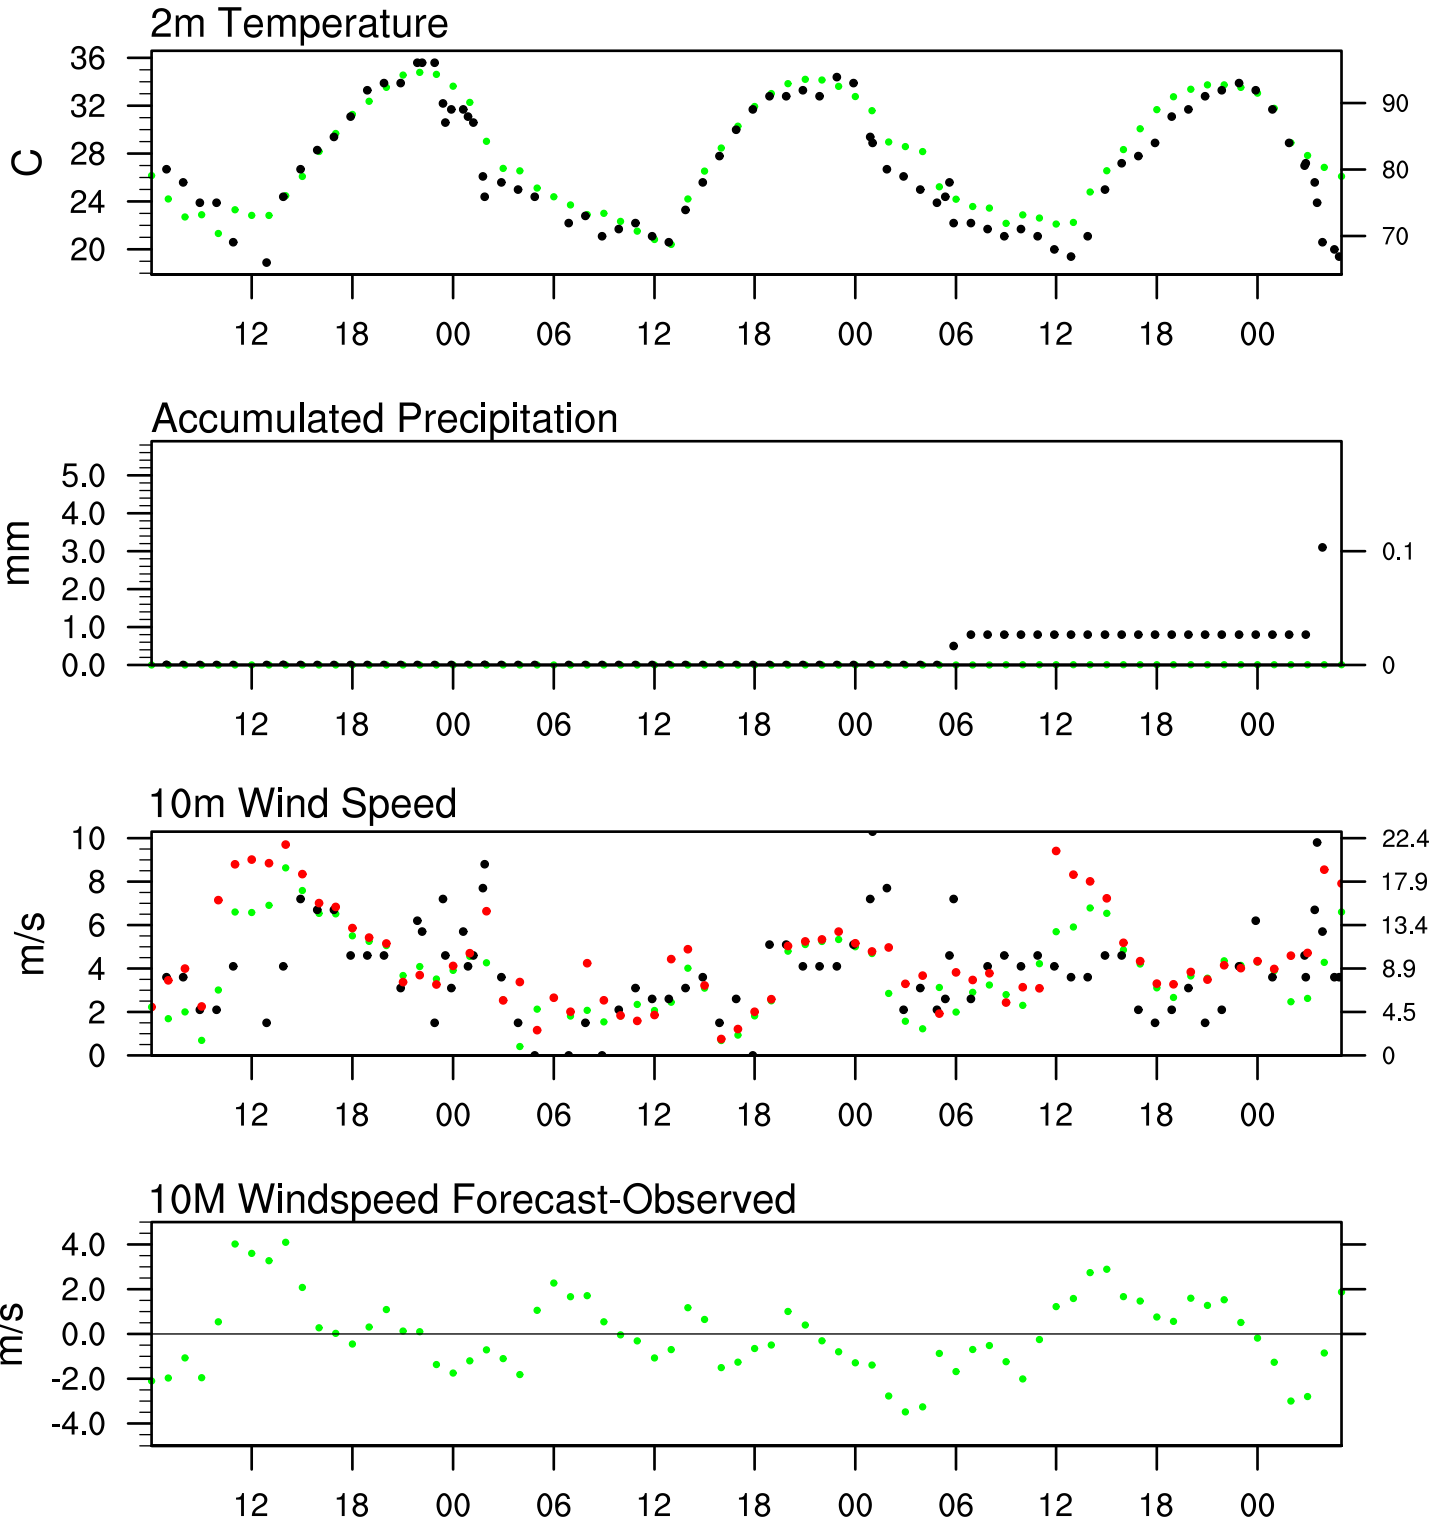 2m Temperature
36
32
28
24
20
C
90
80
70
12 18 00 06 12 18 00 06 12 18 00
Accumulated Precipitation
5.0
4.0
3.0
2.0
1.0
0.0
mm
0.1
0
12 18 00 06 12 18 00 06 12 18 00
10m Wind Speed
10
8
6
4
2
0
m/s
22.4
17.9
13.4
8.9
4.5
0
12 18 00 06 12 18 00 06 12 18 00
10M Windspeed Forecast-Observed
4.0
2.0
0.0
-2.0
-4.0
m/s
12 18 00 06 12 18 00 06 12 18 00